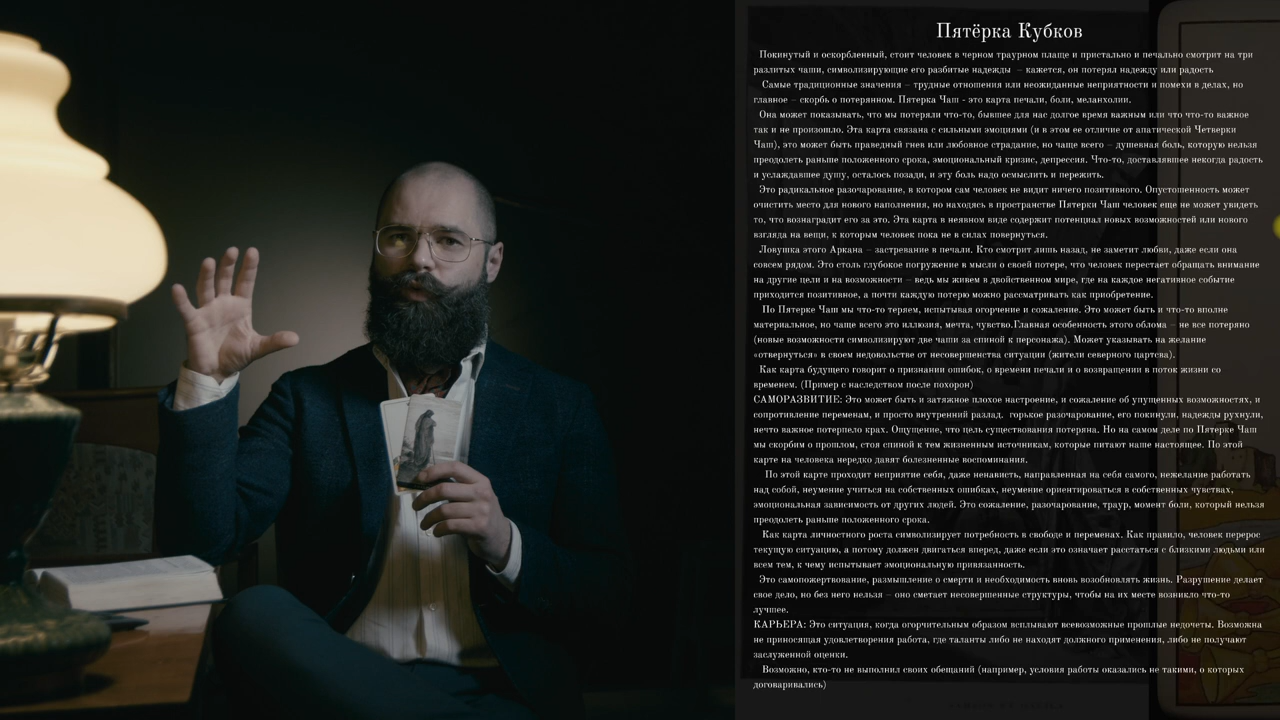 Пятёрка Кубков
Покинутый и оскорбленный, стоит человек в черном траурном плаще и пристально и печально смотрит на три
разлитых чаши, символизирующие его разбитые надежды – кажется, он потерял надежду или радость
Самые традиционные значения – трудные отношения или неожиданные неприятности и помехи в делах, но
главное – скорбь о потерянном. Пятерка Чаш - это карта печали, боли, меланхолии.
Она может показывать, что мы потеряли что-то, бывшее для нас долгое время важным или что что-то важное
так и не произошло. Эта карта связана с сильными эмоциями (и в этом ее отличие от апатической Четверки
Чаш), это может быть праведный гнев или любовное страдание, но чаще всего – душевная боль, которую нельзя
преодолеть раньше положенного срока, эмоциональный кризис, депрессия. Что-то, доставлявшее некогда радость
и услаждавшее душу, осталось позади, и эту боль надо осмыслить и пережить.
Это радикальное разочарование, в котором сам человек не видит ничего позитивного. Опустошенность может
очистить место для нового наполнения, но находясь в пространстве Пятерки Чаш человек еще не может увидеть
то, что вознаградит его за это. Эта карта в неявном виде содержит потенциал новых возможностей или нового
взгляда на вещи, к которым человек пока не в силах повернуться.
Ловушка этого Аркана – застревание в печали. Кто смотрит лишь назад, не заметит любви, даже если она
совсем рядом. Это столь глубокое погружение в мысли о своей потере, что человек перестает обращать внимание
на другие цели и на возможности – ведь мы живем в двойственном мире, где на каждое негативное событие
приходится позитивное, а почти каждую потерю можно рассматривать как приобретение.
По Пятерке Чаш мы что-то теряем, испытывая огорчение и сожаление. Это может быть и что-то вполне
материальное, но чаще всего это иллюзия, мечта, чувство.Главная особенность этого облома – не все потеряно
(новые возможности символизируют две чаши за спиной к персонажа). Может указывать на желание
«отвернуться» в своем недовольстве от несовершенства ситуации (жители северного цартсва).
Как карта будущего говорит о признании ошибок, о времени печали и о возвращении в поток жизни со
временем. (Пример с наследством после похорон)
САМОРАЗВИТИЕ: Это может быть и затяжное плохое настроение, и сожаление об упущенных возможностях, и
сопротивление переменам, и просто внутренний разлад, горькое разочарование, его покинули, надежды рухнули,
нечто важное потерпело крах. Ощущение, что цель существования потеряна. Но на самом деле по Пятерке Чаш
мы скорбим о прошлом, стоя спиной к тем жизненным источникам, которые питают наше настоящее. По этой
карте на человека нередко давят болезненные воспоминания.
По этой карте проходит неприятие себя, даже ненависть, направленная на себя самого, нежелание работать
над собой, неумение учиться на собственных ошибках, неумение ориентироваться в собственных чувствах,
эмоциональная зависимость от других людей. Это сожаление, разочарование, траур, момент боли, который нельзя
преодолеть раньше положенного срока.
Как карта личностного роста символизирует потребность в свободе и переменах. Как правило, человек перерос
текущую ситуацию, а потому должен двигаться вперед, даже если это означает расстаться с близкими людьми или
всем тем, к чему испытывает эмоциональную привязанность.
Это самопожертвование, размышление о смерти и необходимость вновь возобновлять жизнь. Разрушение делает
свое дело, но без него нельзя – оно сметает несовершенные структуры, чтобы на их месте возникло что-то
лучшее.
КАРЬЕРА: Это ситуация, когда огорчительным образом всплывают всевозможные прошлые недочеты. Возможна
не приносящая удовлетворения работа, где таланты либо не находят должного применения, либо не получают
заслуженной оценки.
Возможно, кто-то не выполнил своих обещаний (например, условия работы оказались не такими, о которых
договаривались)